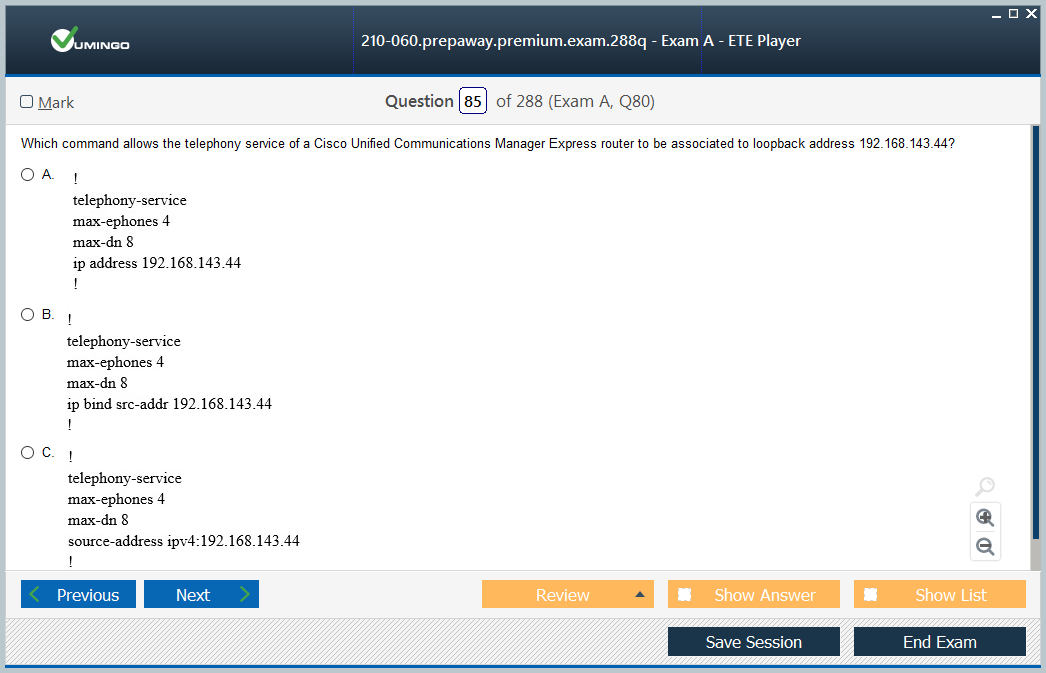 VUMINGO
210-060.prepaway.premium.exam.288q - Exam A - ETE Player
Mark
Question 85 of 288 (Exam A, Q80)
Which command allows the telephony service of a Cisco Unified Communications Manager Express router to be associated to loopback address 192.168.143.44?
A.
!
telephony-service
max-ephones 4
max-dn 8
ip address 192.168.143.44
!
B.
!
telephony-service
max-ephones 4
max-dn 8
ip bind src-addr 192.168.143.44
!
C.
!
telephony-service
max-ephones 4
max-dn 8
source-address ipv4:192.168.143.44
!
Previous
Next
Review
Show Answer
Show List
Save Session
End Exam